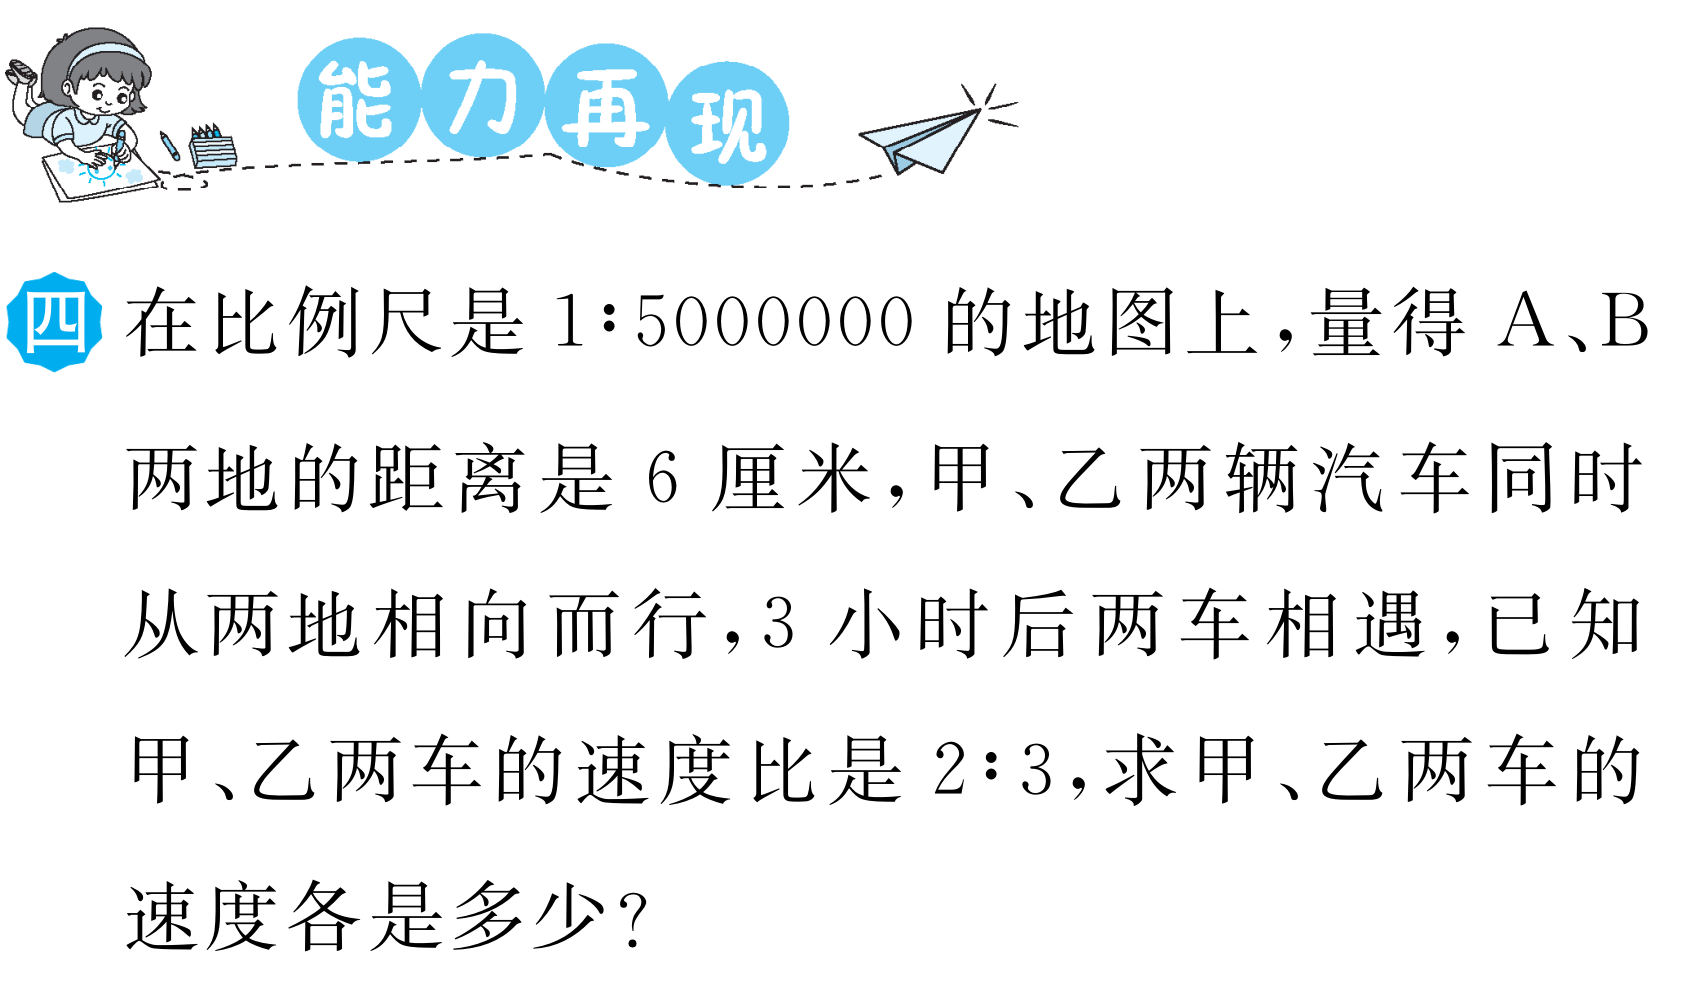 能力再现
四 在比例尺是 1∶5000000 的地图上,量得 A、B
两地的距离是 6 厘米,甲、乙两辆汽车同时
从两地相向而行,3 小时后两车相遇,已知
甲、乙两车的速度比是 2∶3,求甲、乙两车的
速度各是多少?